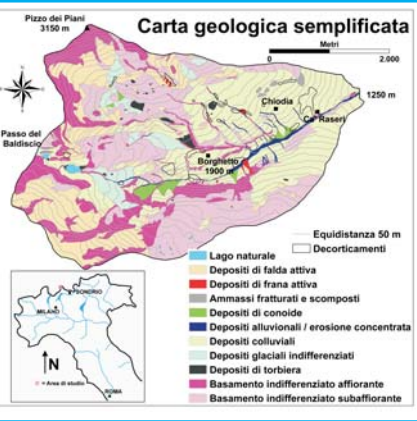 Carta geologica semplificata
Pizzo dei Piani
3150 m
Metri
0
2.000
1250 m
Chiodia
Ca' Raseri
Passo del
Baldiscio
Borghetto
1900 m
Equidistanza 50 m
Decorticamenti
Lago naturale
Depositi di falda attiva
Depositi di frana attiva
Ammassi fratturati e scomposti
Depositi di conoide
Depositi alluvionali / erosione concentrata
Depositi colluviali
Depositi glaciali indifferenziati
Depositi di torbiera
Basamento indifferenziato affiorante
Basamento indifferenziato subaffiorante
SONDRIO
MILANO
N
= Area di studio
ROMA